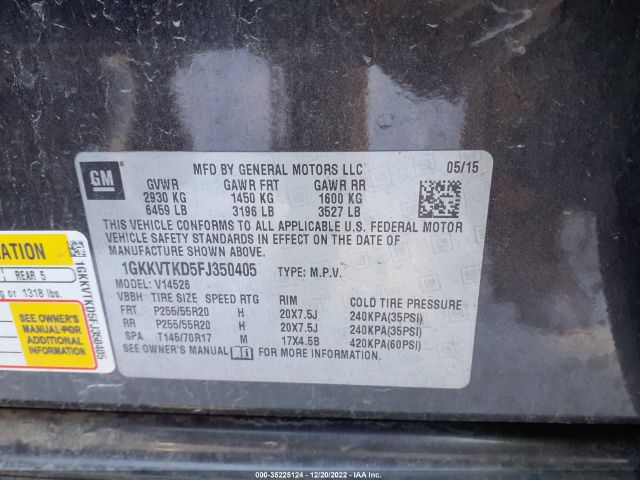 GM
MFD BY GENERAL MOTORS LLC 05/15
GVWR GAWR FRT GAWR RR
2930 KG 1450 KG 1600 KG
6459 LB 3196 LB 3527 LB
THIS VEHICLE CONFORMS TO ALL APPLICABLE U.S. FEDERAL MOTOR
VEHICLE SAFETY STANDARDS IN EFFECT ON THE DATE OF
MANUFACTURE SHOWN ABOVE.
1GKKVTKD5FJ350405 TYPE: M.P.V.
MODEL: V14526
VBBH TIRE SIZE SPEED RTG RIM COLD TIRE PRESSURE
FRT P255/55R20 H 20X7.5J 240KPA(35PSI)
RR P255/55R20 H 20X7.5J 240KPA(35PSI)
SPA T145/70R17 M 17X4.5B 420KPA(60PSI)
SEE OWNER'S MANUAL FOR MORE INFORMATION.
MATION
REAR 5
or 1318 lbs.
SEE OWNER'S
MANUAL FOR
ADDITIONAL
INFORMATION
1GKKVTKD5FJ350405
000-35225124 - 12/20/2022 - IAAI, Inc.